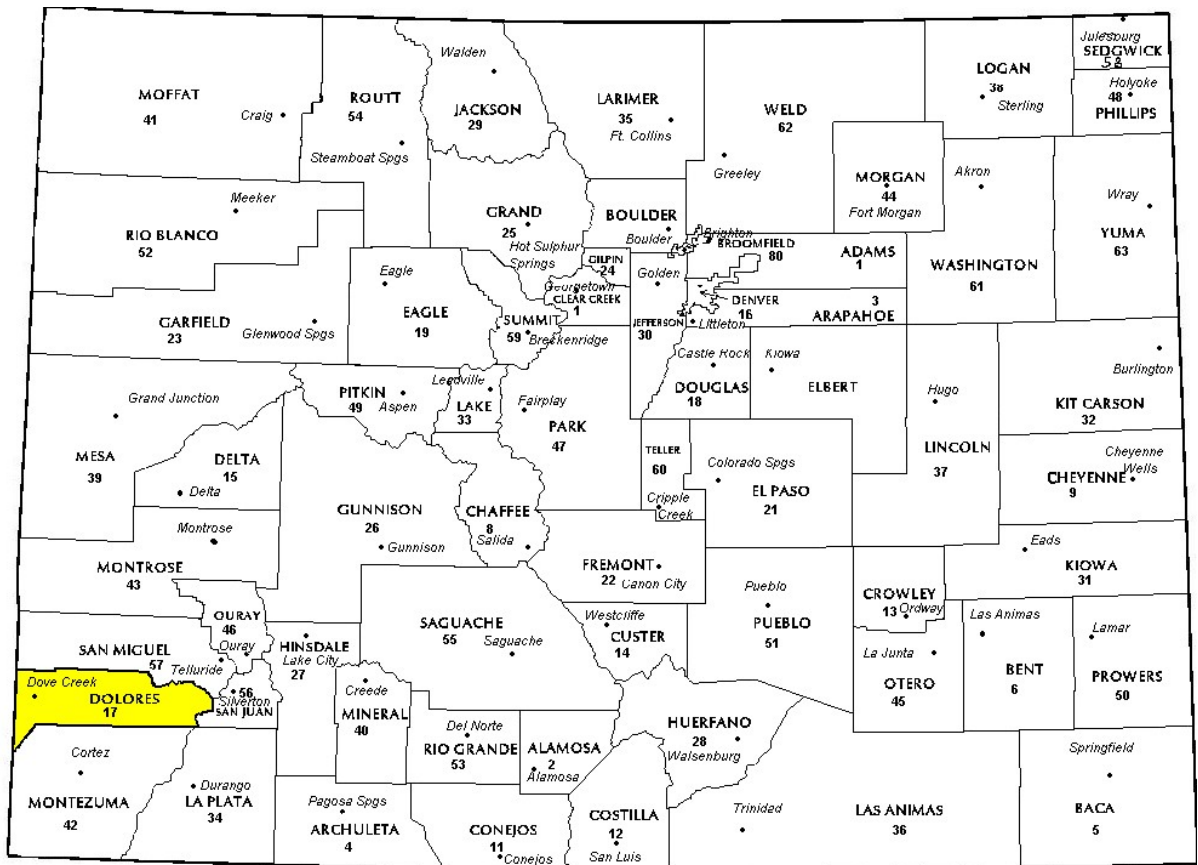 Julesburg
SEDGWICK
58
Walden
LOGAN
38
Sterling
Holyoke
48
PHILLIPS
MOFFAT
41
Craig
ROUTT
54
Steamboat Spgs
JACKSON
29
LARIMER
35
Ft. Collins
WELD
62
Greeley
MORGAN
44
Fort Morgan
Akron
WASHINGTON
61
Wray
YUMA
63
Meeker
RIO BLANCO
52
GRAND
25
Hot Sulphur
Springs
BOULDER
Boulder
Brighton
BROOMFIELD
80
ADAMS
1
GILPIN
24
Golden
Georgetown
CLEAR CREEK
1
DENVER
16
3
ARAPAHOE
Littleton
JEFFERSON
30
Eagle
EAGLE
19
SUMMIT
59
Breckenridge
GARFIELD
23
Glenwood Spgs
Castle Rock
DOUGLAS
18
Kiowa
ELBERT
Hugo
LINCOLN
37
Burlington
KIT CARSON
32
PITKIN
49
Aspen
Leadville
LAKE
33
Fairplay
PARK
47
Grand Junction
MESA
39
DELTA
15
Delta
TELLER
60
Cripple
Creek
Colorado Spgs
EL PASO
21
Cheyenne
Wells
CHEYENNE
9
GUNNISON
26
Gunnison
CHAFFEE
8
Salida
Montrose
MONTROSE
43
FREMONT
22
Canon City
Pueblo
PUEBLO
51
CROWLEY
13
Ordway
Eads
KIOWA
31
OURAY
46
Ouray
HINSDALE
Lake City
27
SAGUACHE
55
Saguache
Westcliffe
CUSTER
14
La Junta
OTERO
45
Las Animas
BENT
6
Lamar
PROWERS
50
SAN MIGUEL
57
Telluride
Dove Creek
DOLORES
17
56
Silverton
SAN JUAN
Creede
MINERAL
40
Del Norte
RIO GRANDE
53
ALAMOSA
2
Alamosa
HUERFANO
28
Walsenburg
Cortez
MONTEZUMA
42
Durango
LA PLATA
34
Pagosa Spgs
ARCHULETA
4
CONEJOS
11
Conejos
COSTILLA
12
San Luis
Trinidad
LAS ANIMAS
36
Springfield
BACA
5